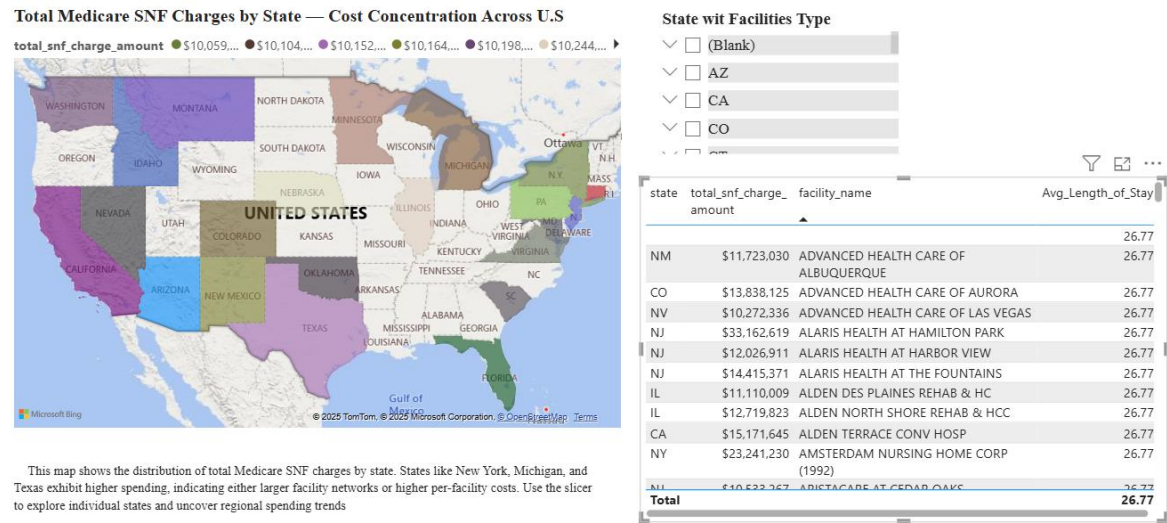 Total Medicare SNF Charges by State — Cost Concentration Across U.S
total_snf_charge_amount $10,059,... $10,104,... $10,152,... $10,164,... $10,198,... $10,244,...
WASHINGTON
MONTANA
NORTH DAKOTA
MINNESOTA
OREGON
IDAHO
WYOMING
SOUTH DAKOTA
WISCONSIN
MICHIGAN
Ottawa
VT
N.H.
N.Y.
MASS
R I
NEBRASKA
IOWA
ILLINOIS
INDIANA
OHIO
PA
NEVADA
UTAH
COLORADO
UNITED STATES
KANSAS
MISSOURI
WEST
VIRGINIA
MD
DELAWARE
VIRGINIA
KENTUCKY
CALIFORNIA
ARIZONA
NEW MEXICO
OKLAHOMA
ARKANSAS
TENNESSEE
NC
SC
TEXAS
MISSISSIPPI
ALABAMA
GEORGIA
LOUISIANA
FLORIDA
Gulf of
Mexico
Microsoft Bing
© 2025 TomTom, © 2025 Microsoft Corporation, © OpenStreetMap Terms
This map shows the distribution of total Medicare SNF charges by state. States like New York, Michigan, and
Texas exhibit higher spending, indicating either larger facility networks or higher per-facility costs. Use the slicer
to explore individual states and uncover regional spending trends
State wit Facilities Type
(Blank)
AZ
CA
CO
state total_snf_charge_ facility_name Avg_Length_of_Stay
amount
26.77
NM $11,723,030 ADVANCED HEALTH CARE OF 26.77
ALBUQUERQUE
CO $13,838,125 ADVANCED HEALTH CARE OF AURORA 26.77
NV $10,272,336 ADVANCED HEALTH CARE OF LAS VEGAS 26.77
NJ $33,162,619 ALARIS HEALTH AT HAMILTON PARK 26.77
NJ $12,026,911 ALARIS HEALTH AT HARBOR VIEW 26.77
NJ $14,415,371 ALARIS HEALTH AT THE FOUNTAINS 26.77
IL $11,110,009 ALDEN DES PLAINES REHAB & HC 26.77
IL $12,719,823 ALDEN NORTH SHORE REHAB & HCC 26.77
CA $15,171,645 ALDEN TERRACE CONV HOSP 26.77
NY $23,241,230 AMSTERDAM NURSING HOME CORP 26.77
(1992)
NJ $10,533,267 ARISTACARE AT CEDAR OAKS 26.77
Total 26.77